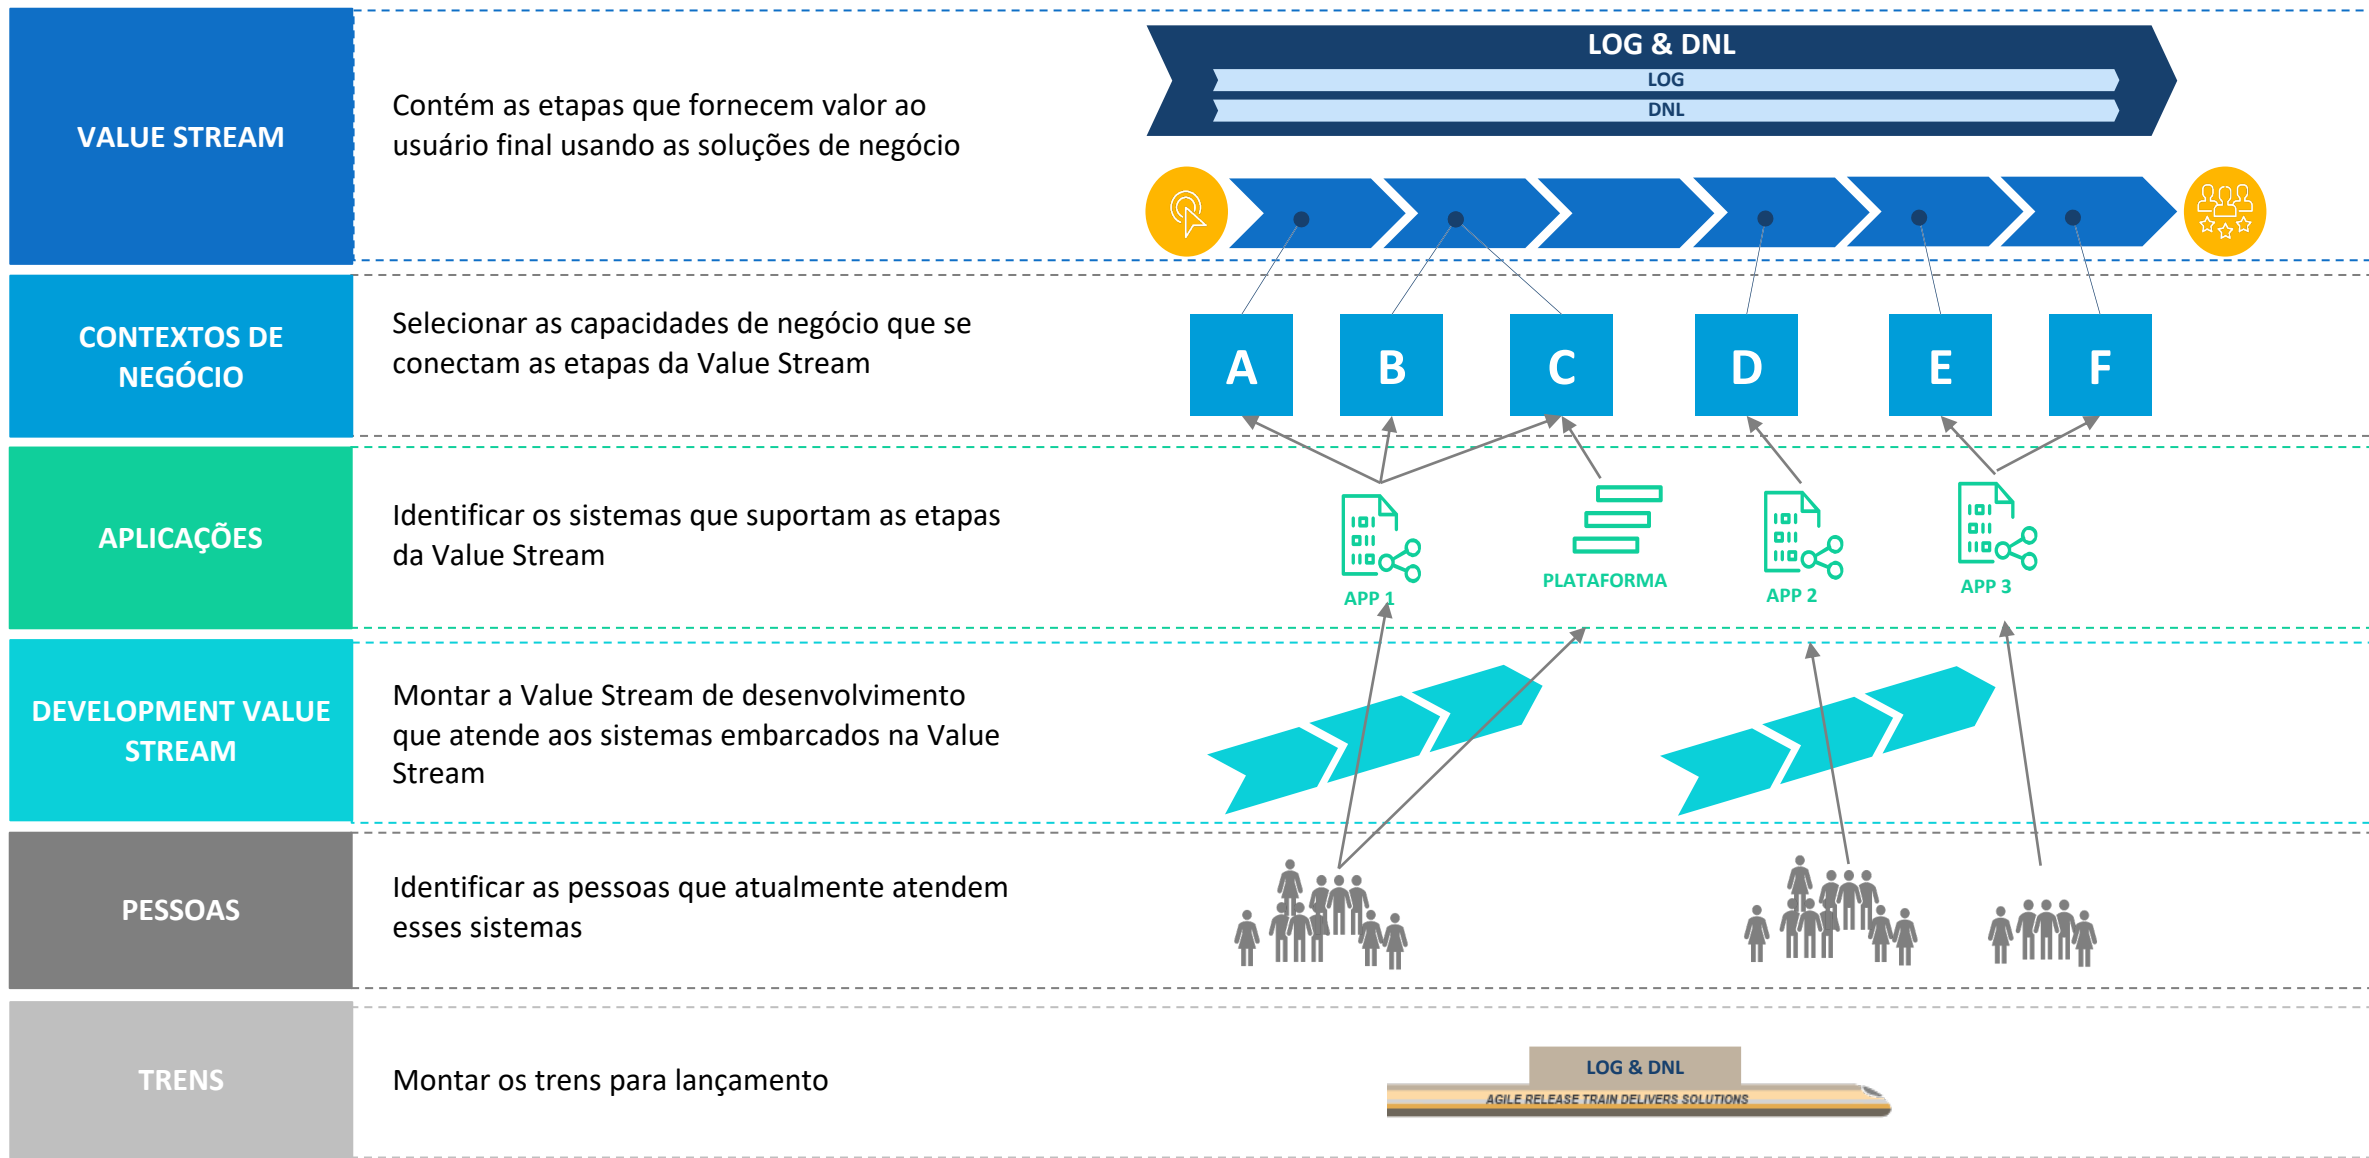 LOG & DNL
LOG
DNL
VALUE STREAM
Contém as etapas que fornecem valor ao
usuário final usando as soluções de negócio
CONTEXTOS DE
NEGÓCIO
Selecionar as capacidades de negócio que se
conectam as etapas da Value Stream
A
B
C
D
E
F
APLICAÇÕES
Identificar os sistemas que suportam as etapas
da Value Stream
APP 1
PLATAFORMA
APP 2
APP 3
DEVELOPMENT VALUE
STREAM
Montar a Value Stream de desenvolvimento
que atende aos sistemas embarcados na Value
Stream
PESSOAS
Identificar as pessoas que atualmente atendem
esses sistemas
TRENS
Montar os trens para lançamento
LOG & DNL
AGILE RELEASE TRAIN DELIVERS SOLUTIONS